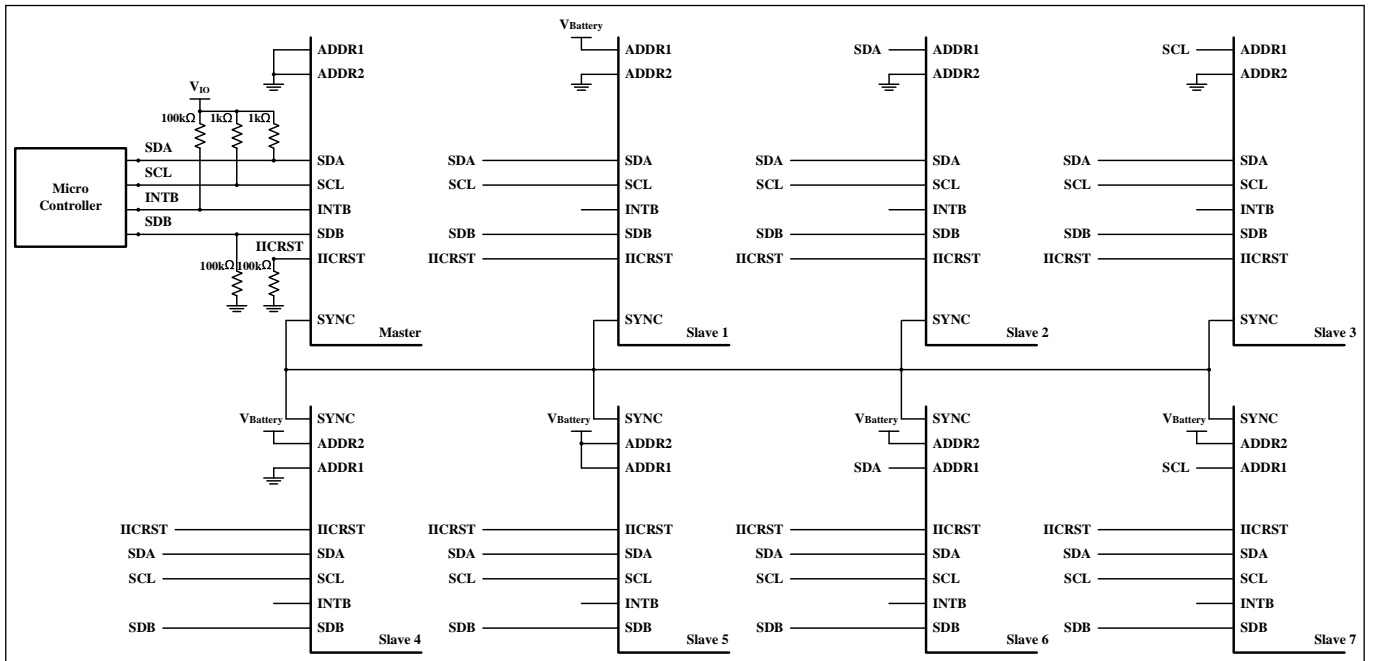 VBattery
ADDR1
ADDR2
ADDR1
ADDR2
SDA
ADDR1
ADDR2
SCL
ADDR1
ADDR2
VIO
100kΩ
1kΩ
1kΩ
Micro
Controller
SDA
SCL
INTB
SDB
IICRST
100kΩ
100kΩ
SDA
SCL
INTB
SDB
IICRST
SYNC
Master
SDA
SCL
SDB
IICRST
SDA
SCL
INTB
SDB
IICRST
SYNC
Slave 1
SDA
SCL
SDB
IICRST
SDA
SCL
INTB
SDB
IICRST
SYNC
Slave 2
SDA
SCL
SDB
IICRST
SDA
SCL
INTB
SDB
IICRST
SYNC
Slave 3
VBattery
SYNC
ADDR2
ADDR1
IICRST
IICRST
SDA
SDA
SCL
SCL
INTB
SDB
SDB
Slave 4
VBattery
SYNC
ADDR2
ADDR1
IICRST
IICRST
SDA
SDA
SCL
SCL
INTB
SDB
SDB
Slave 5
VBattery
SYNC
ADDR2
SDA
ADDR1
IICRST
IICRST
SDA
SDA
SCL
SCL
INTB
SDB
SDB
Slave 6
VBattery
SYNC
ADDR2
SCL
ADDR1
IICRST
IICRST
SDA
SDA
SCL
SCL
INTB
SDB
SDB
Slave 7